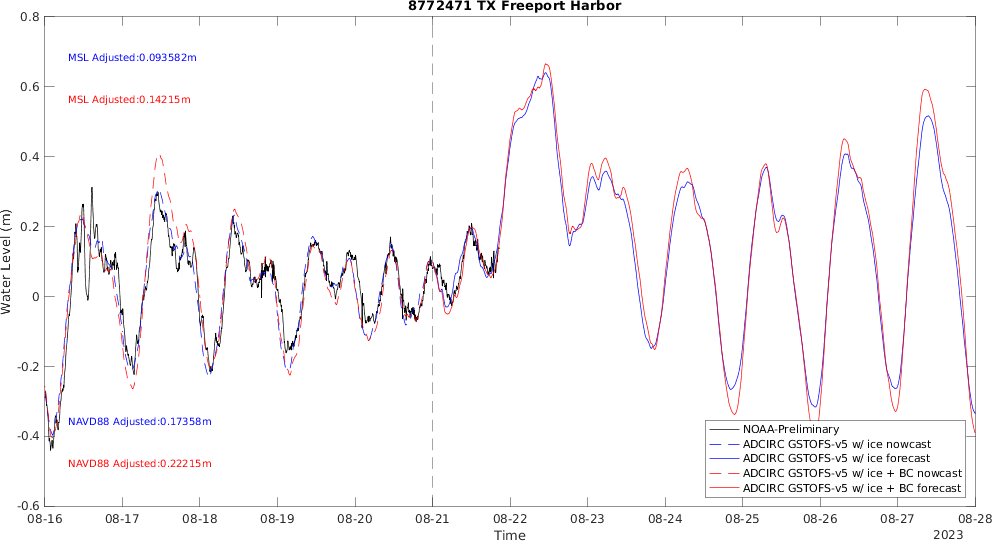 8772471 TX Freeport Harbor
0.8
0.6
0.4
0.2
0
-0.2
-0.4
-0.6
Water Level (m)
MSL Adjusted:0.093582m
MSL Adjusted:0.14215m
NAVD88 Adjusted:0.17358m
NAVD88 Adjusted:0.22215m
NOAA-Preliminary
ADCIRC GSTOFS-v5 w/ ice nowcast
ADCIRC GSTOFS-v5 w/ ice forecast
ADCIRC GSTOFS-v5 w/ ice + BC nowcast
ADCIRC GSTOFS-v5 w/ ice + BC forecast
08-16 08-17 08-18 08-19 08-20 08-21 08-22 08-23 08-24 08-25 08-26 08-27 08-28
Time
2023